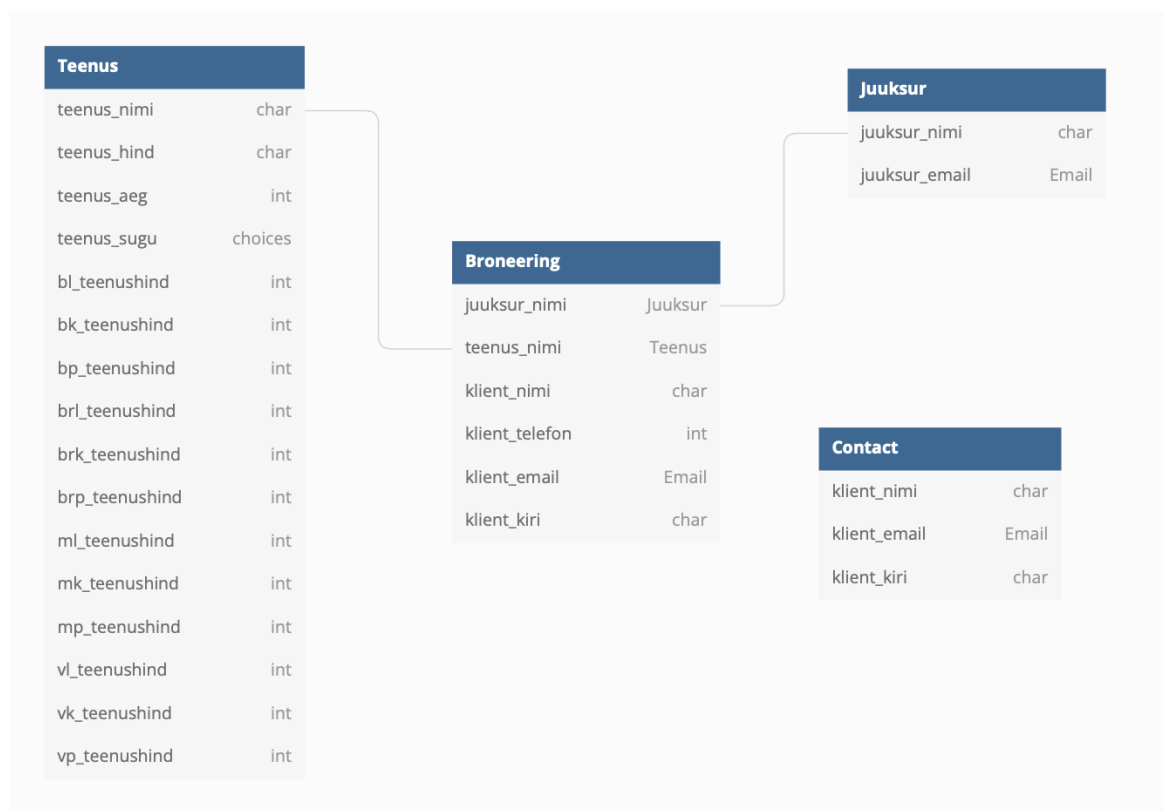 Teenus
teenus_nimi char
teenus_hind char
teenus_aeg int
teenus_sugu choices
bl_teenushind int
bk_teenushind int
bp_teenushind int
brl_teenushind int
brk_teenushind int
brp_teenushind int
ml_teenushind int
mk_teenushind int
mp_teenushind int
vl_teenushind int
vk_teenushind int
vp_teenushind int
Broneering
juuksur_nimi Juuksur
teenus_nimi Teenus
klient_nimi char
klient_telefon int
klient_email Email
klient_kiri char
Juuksur
juuksur_nimi char
juuksur_email Email
Contact
klient_nimi char
klient_email Email
klient_kiri char